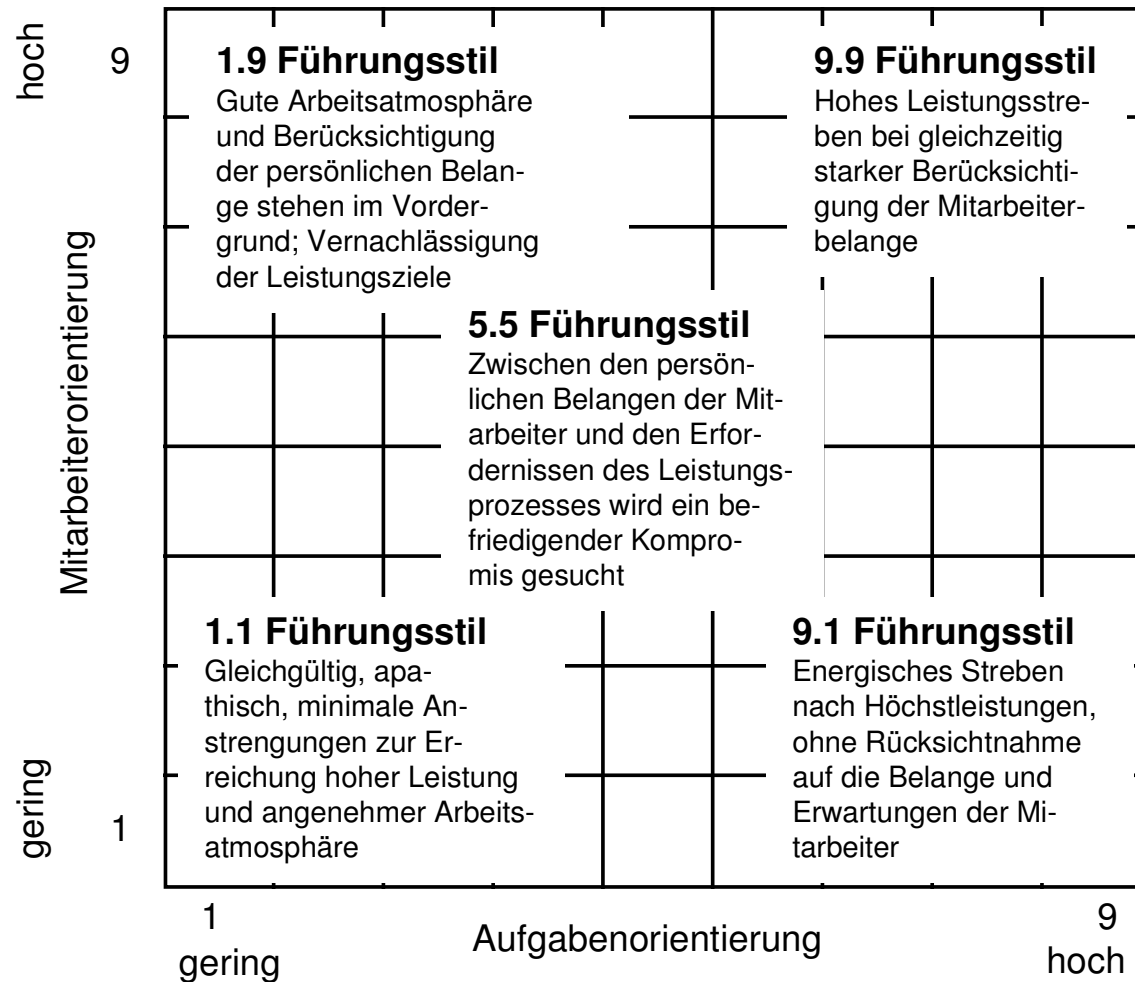 hoch
9
1.9 Führungsstil
Gute Arbeitsatmosphäre
und Berücksichtigung
der persönlichen Belan-
ge stehen im Vorder-
grund; Vernachlässigung
der Leistungsziele
9.9 Führungsstil
Hohes Leistungsstre-
ben bei gleichzeitig
starker Berücksichti-
gung der Mitarbeiter-
belange
Mitarbeiterorientierung
5.5 Führungsstil
Zwischen den persön-
lichen Belangen der Mit-
arbeiter und den Erfor-
dernissen des Leistungs-
prozesses wird ein be-
friedigender Kompro-
mis gesucht
1.1 Führungsstil
Gleichgültig, apa-
thisch, minimale An-
strengungen zur Er-
reichung hoher Leistung
und angenehmer Arbeits-
atmosphäre
9.1 Führungsstil
Energisches Streben
nach Höchstleistungen,
ohne Rücksichtnahme
auf die Belange und
Erwartungen der Mi-
tarbeiter
gering
1
1
gering
Aufgabenorientierung
9
hoch